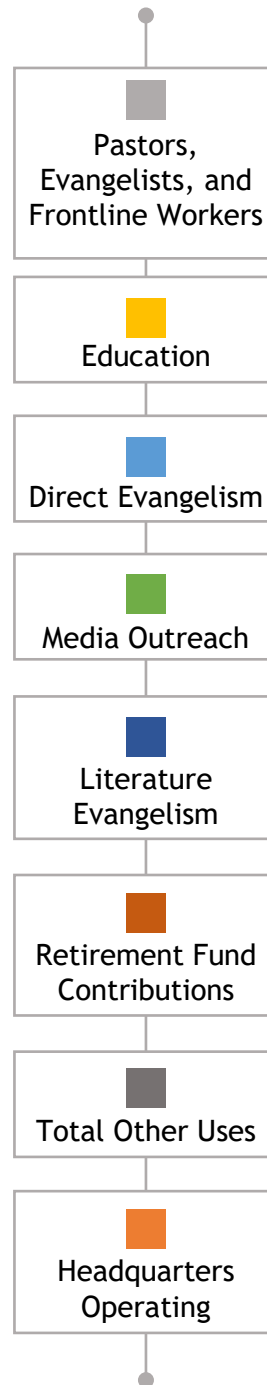 Pastors,
Evangelists, and
Frontline Workers
Education
Direct Evangelism
Media Outreach
Literature
Evangelism
Retirement Fund
Contributions
Total Other Uses
Headquarters
Operating